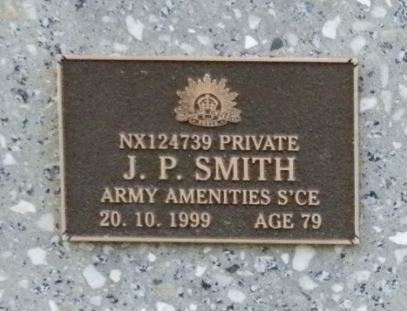 NX124739 PRIVATE
J. P. SMITH
ARMY AMENITIES S'CE
20. 10. 1999 AGE 79